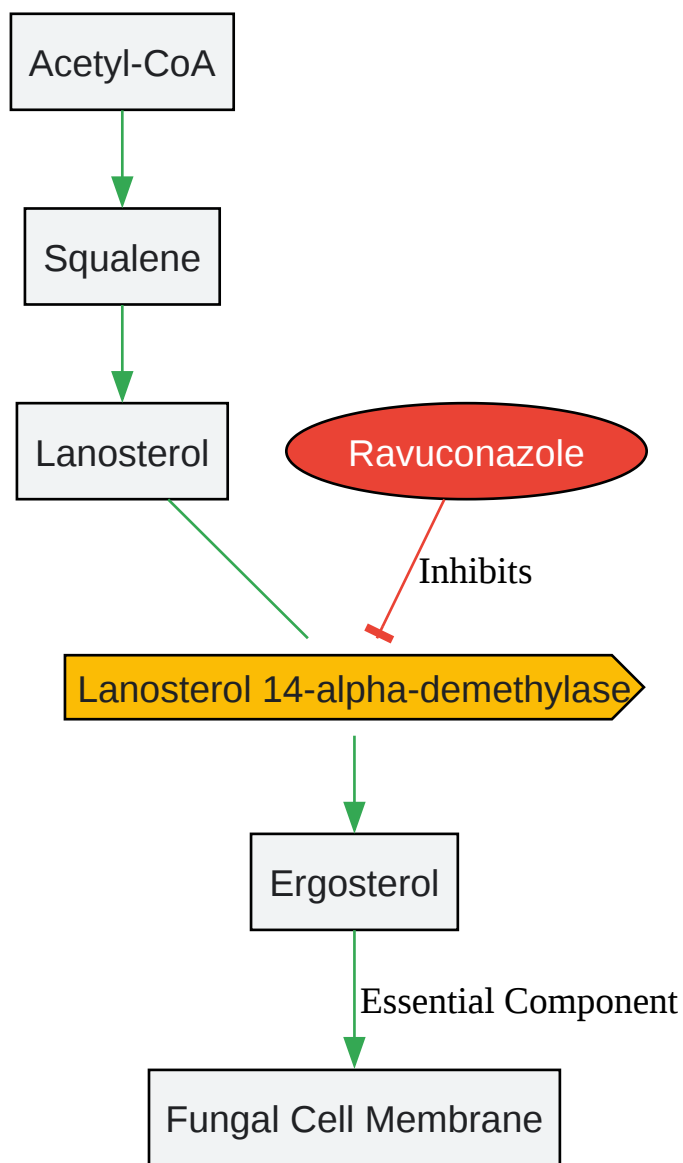 Acetyl-CoA
Squalene
Lanosterol
Ravuconazole
Inhibits
Lanosterol 14-alpha-demethylase
Ergosterol
Essential Component
Fungal Cell Membrane